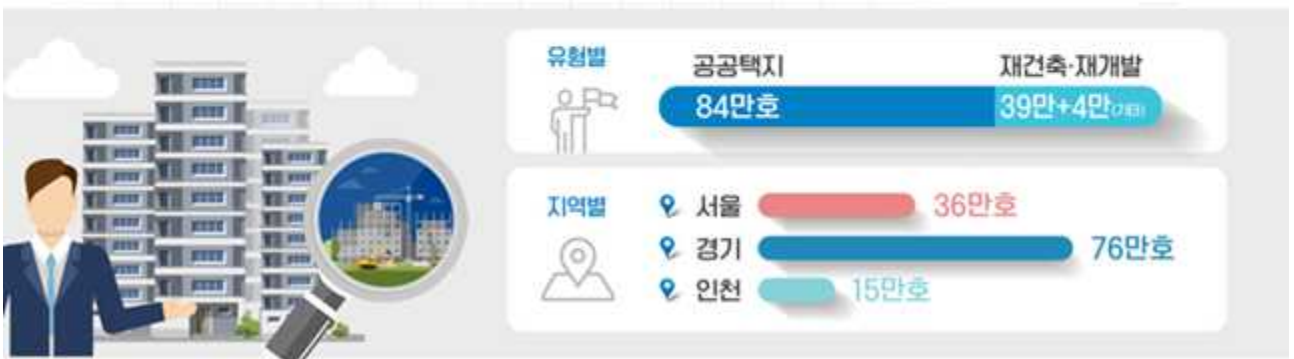 유형별
공공택지 재건축·재개발
84만호 39만+4만(기타)
지역별
서울 36만호
경기 76만호
인천 15만호